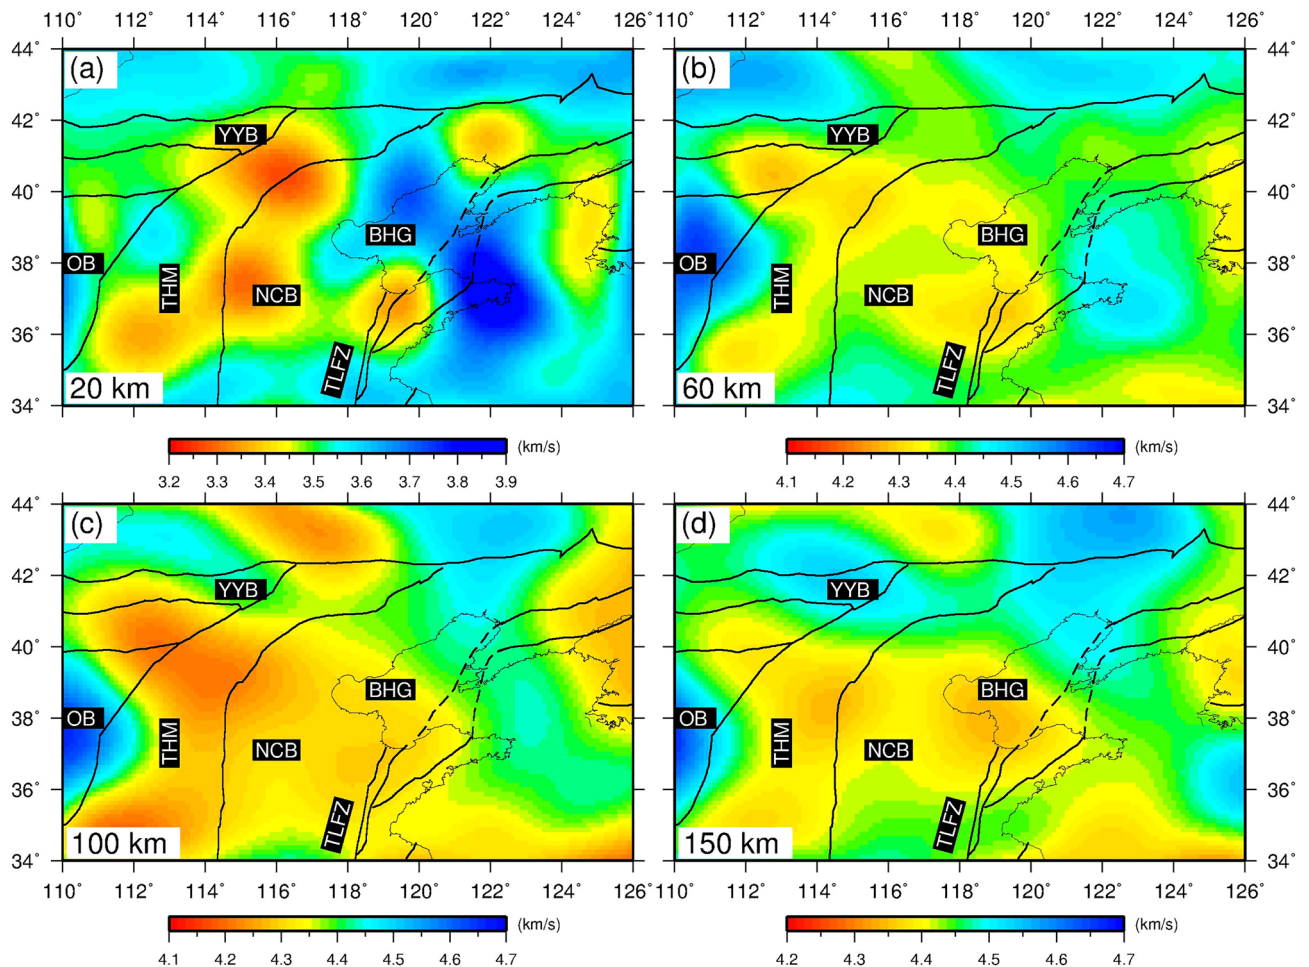 110° 112° 114° 116° 118° 120° 122° 124° 126° 110° 112° 114° 116° 118° 120° 122° 124° 126°
44° (a) (b) 44°
42° 42°
YYB YYB
40° 40°
BHG BHG
38° OB OB 38°
THM NCB THM NCB
36° 36°
TLFZ TLFZ
34° 20 km 60 km 34°
(km/s) (km/s)
3.2 3.3 3.4 3.5 3.6 3.7 3.8 3.9 4.1 4.2 4.3 4.4 4.5 4.6 4.7
44° (c) (d) 44°
42° YYB YYB 42°
40° 40°
BHG BHG
38° OB OB 38°
THM NCB THM NCB
36° 36°
TLFZ TLFZ
34° 100 km 150 km 34°
110° 112° 114° 116° 118° 120° 122° 124° 126° 110° 112° 114° 116° 118° 120° 122° 124° 126°
(km/s) (km/s)
4.1 4.2 4.3 4.4 4.5 4.6 4.7 4.2 4.3 4.4 4.5 4.6 4.7